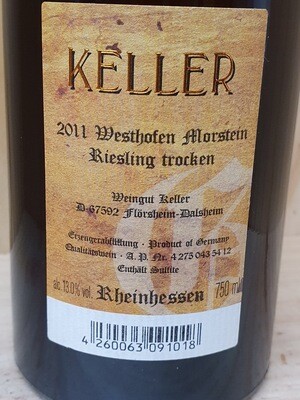 KELLER
2011 Westhofen Morstein
Riesling trocken
Weingut Keller
D-67592 Flörsheim-Dalsheim
Erzeugerabfüllung · Product of Germany
Qualitätswein · A. P. Nr. 4 275 043 54 12
Enthält Sulfite
alc. 13.0% vol. Rheinhessen 750 ml
4 260063 091018